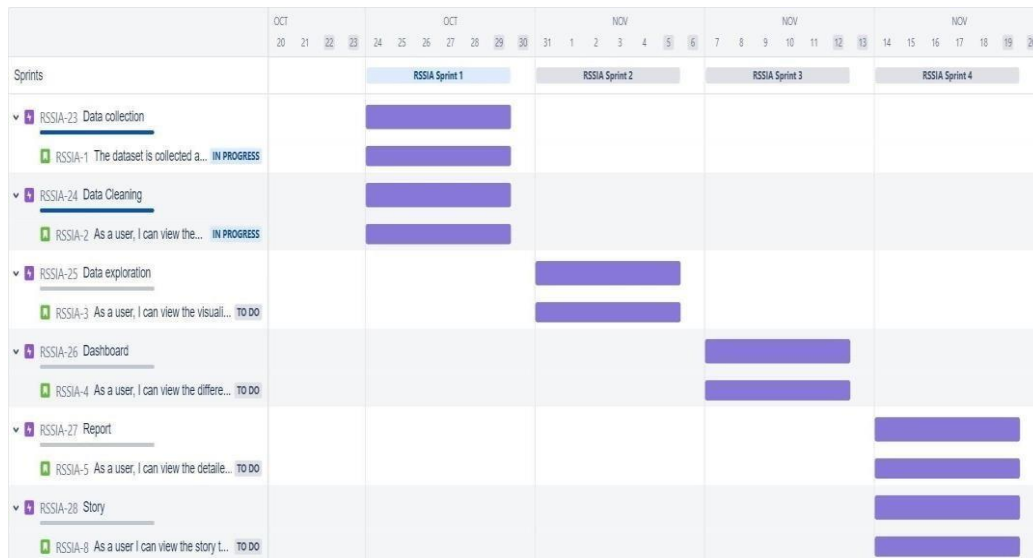 OCT OCT NOV NOV NOV
20 21 22 23 24 25 26 27 28 29 30 31 1 2 3 4 5 6 7 8 9 10 11 12 13 14 15 16 17 18 19
Sprints RSSIA Sprint 1 RSSIA Sprint 2 RSSIA Sprint 3 RSSIA Sprint 4
RSSIA-23 Data collection
RSSIA-1 The dataset is collected a... IN PROGRESS
RSSIA-24 Data Cleaning
RSSIA-2 As a user, I can view the... IN PROGRESS
RSSIA-25 Data exploration
RSSIA-3 As a user, I can view the visuali... TO DO
RSSIA-26 Dashboard
RSSIA-4 As a user, I can view the differe... TO DO
RSSIA-27 Report
RSSIA-5 As a user, I can view the detaile... TO DO
RSSIA-28 Story
RSSIA-8 As a user I can view the story t... TO DO